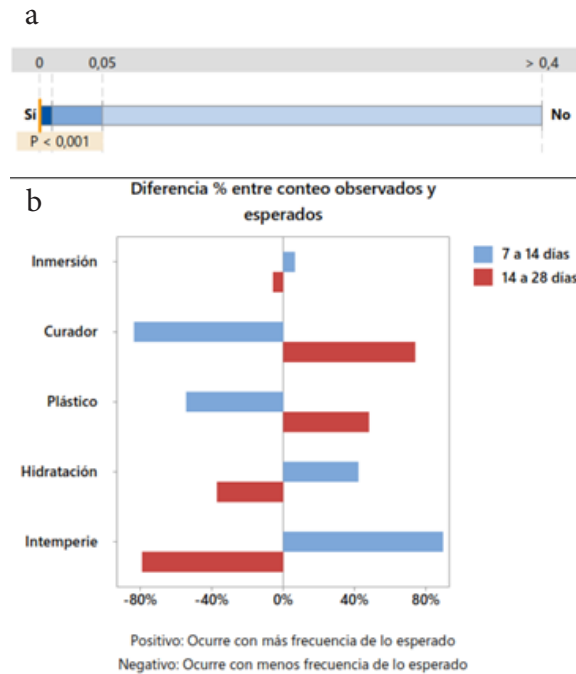 a
0 0,05 > 0,4
Sí No
P < 0,001
b
Diferencia % entre conteo observados y
esperados
7 a 14 días
14 a 28 días
Inmersión
Curador
Plástico
Hidratación
Intemperie
-80% -40% 0% 40% 80%
Positivo: Ocurre con más frecuencia de lo esperado
Negativo: Ocurre con menos frecuencia de lo esperado